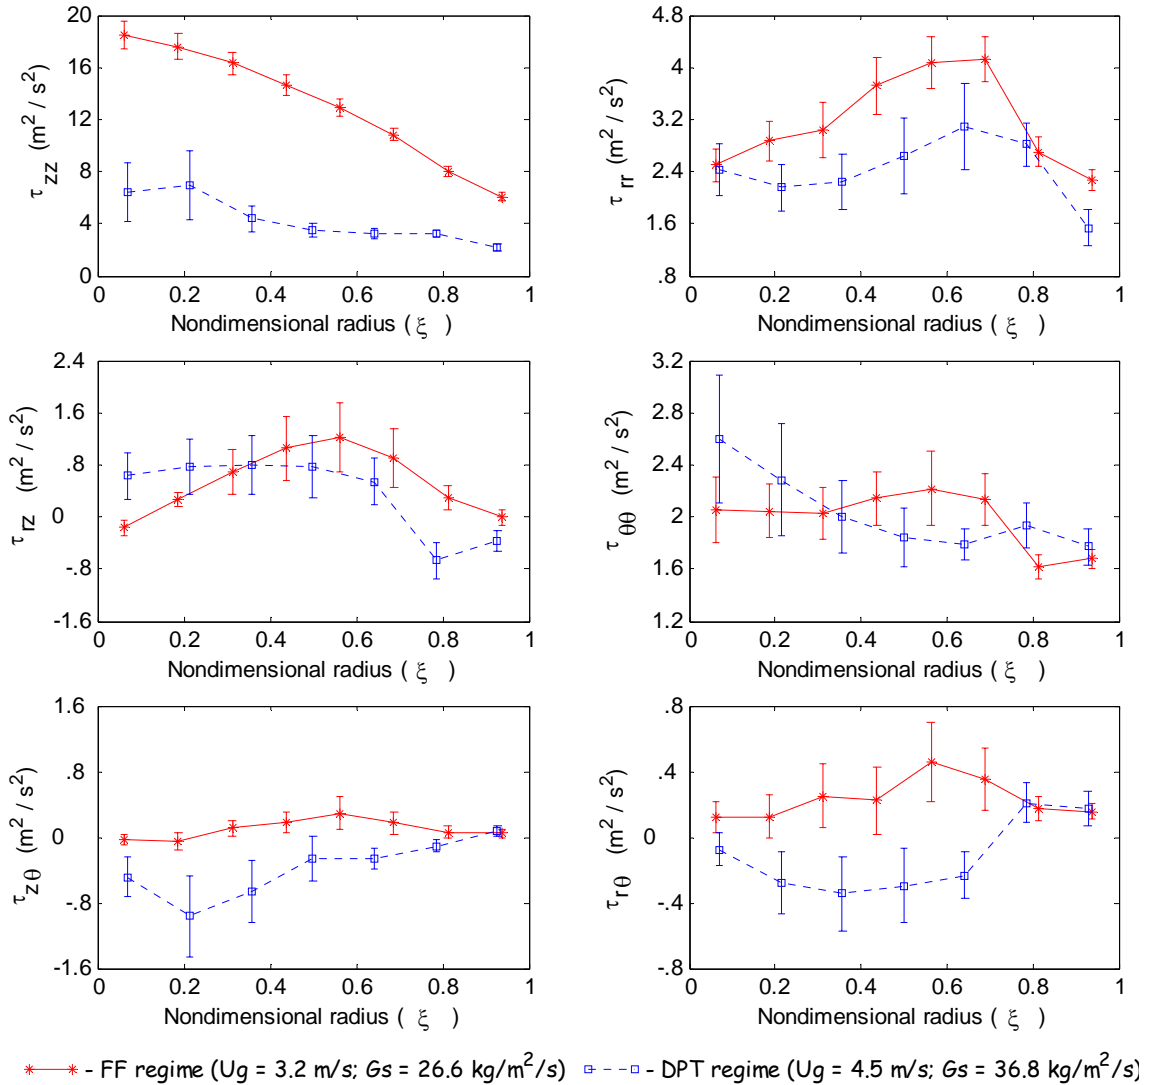 20
16
12
8
4
0
τzz (m² / s²)
0 0.2 0.4 0.6 0.8 1
Nondimensional radius ( ξ )
4.8
4
3.2
2.4
1.6
.8
τrr (m² / s²)
0 0.2 0.4 0.6 0.8 1
Nondimensional radius ( ξ )
2.4
1.6
.8
0
-.8
-1.6
τrz (m² / s²)
0 0.2 0.4 0.6 0.8 1
Nondimensional radius ( ξ )
3.2
2.8
2.4
2
1.6
1.2
τθθ (m² / s²)
0 0.2 0.4 0.6 0.8 1
Nondimensional radius ( ξ )
1.6
.8
0
-.8
-1.6
τzθ (m² / s²)
0 0.2 0.4 0.6 0.8 1
Nondimensional radius ( ξ )
.8
.4
0
-.4
-.8
τrθ (m² / s²)
0 0.2 0.4 0.6 0.8 1
Nondimensional radius ( ξ )
- FF regime (Ug = 3.2 m/s; Gs = 26.6 kg/m²/s) - DPT regime (Ug = 4.5 m/s; Gs = 36.8 kg/m²/s)